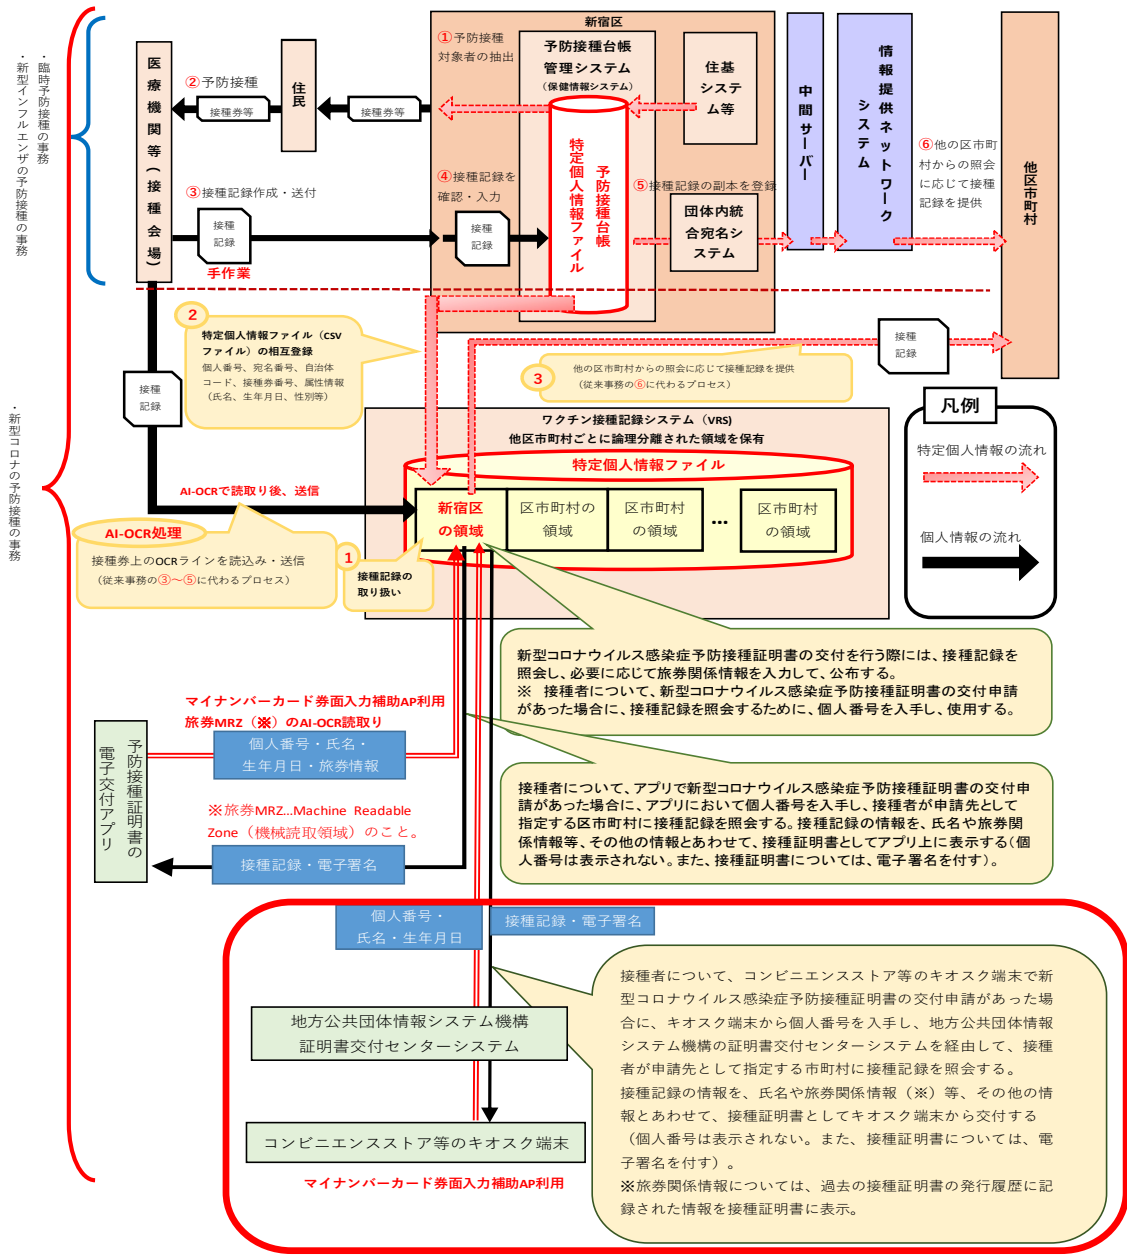 ・臨時予防接種の事務
・新型インフルエンザの予防接種の事務
・新型コロナの予防接種の事務
医療機関等(接種会場)
②予防接種
接種券等
住民
接種券等
③接種記録作成・送付
接種
記録
手作業
新宿区
①予防接種
対象者の抽出
予防接種台帳
管理システム
(保健情報システム)
住基
システ
ム等
予防接種台帳
特定個人情報ファイル
④接種記録を
確認・入力
接種
記録
⑤接種記録の副本を登録
団体内統
合宛名シ
ステム
中間サーバー
情報提供ネットワーク
システム
⑥他の区市町
村からの照会
に応じて接種
記録を提供
他区市町村
2
特定個人情報ファイル(CSV
ファイル)の相互登録
個人番号、宛名番号、自治体
コード、接種券番号、属性情報
(氏名、生年月日、性別等)
接種
記録
接種
記録
3
他の区市町村からの照会に応じて接種記録を提供
(従来事務の⑥に代わるプロセス)
凡例
特定個人情報の流れ
個人情報の流れ
ワクチン接種記録システム(VRS)
他区市町村ごとに論理分離された領域を保有
特定個人情報ファイル
新宿区
の領域
区市町村の
領域
区市町村
の領域
…
区市町村
の領域
AI-OCRで読取り後、送信
AI-OCR処理
接種券上のOCRラインを読込み・送信
(従来事務の③～⑤に代わるプロセス)
1
接種記録の
取り扱い
新型コロナウイルス感染症予防接種証明書の交付を行う際には、接種記録を
照会し、必要に応じて旅券関係情報を入力して、公布する。
※ 接種者について、新型コロナウイルス感染症予防接種証明書の交付申請
があった場合に、接種記録を照会するために、個人番号を入手し、使用する。
マイナンバーカード券面入力補助AP利用
旅券MRZ(※)のAI-OCR読取り
予防接種証明書の
電子交付アプリ
個人番号・氏名・
生年月日・旅券情報
※旅券MRZ…Machine Readable
Zone(機械読取領域)のこと。
接種記録・電子署名
接種者について、アプリで新型コロナウイルス感染症予防接種証明書の交付申
請があった場合に、アプリにおいて個人番号を入手し、接種者が申請先として
指定する区市町村に接種記録を照会する。接種記録の情報を、氏名や旅券関
係情報等、その他の情報とあわせて、接種証明書としてアプリ上に表示する(個
人番号は表示されない。また、接種証明書については、電子署名を付す)。
個人番号・
氏名・生年月日
接種記録・電子署名
地方公共団体情報システム機構
証明書交付センターシステム
コンビニエンスストア等のキオスク端末
マイナンバーカード券面入力補助AP利用
接種者について、コンビニエンスストア等のキオスク端末で新
型コロナウイルス感染症予防接種証明書の交付申請があった場
合に、キオスク端末から個人番号を入手し、地方公共団体情報
システム機構の証明書交付センターシステムを経由して、接種
者が申請先として指定する市町村に接種記録を照会する。
接種記録の情報を、氏名や旅券関係情報(※)等、その他の情
報とあわせて、接種証明書としてキオスク端末から交付する
(個人番号は表示されない。また、接種証明書については、電
子署名を付す)。
※旅券関係情報については、過去の接種証明書の発行履歴に記
録された情報を接種証明書に表示。